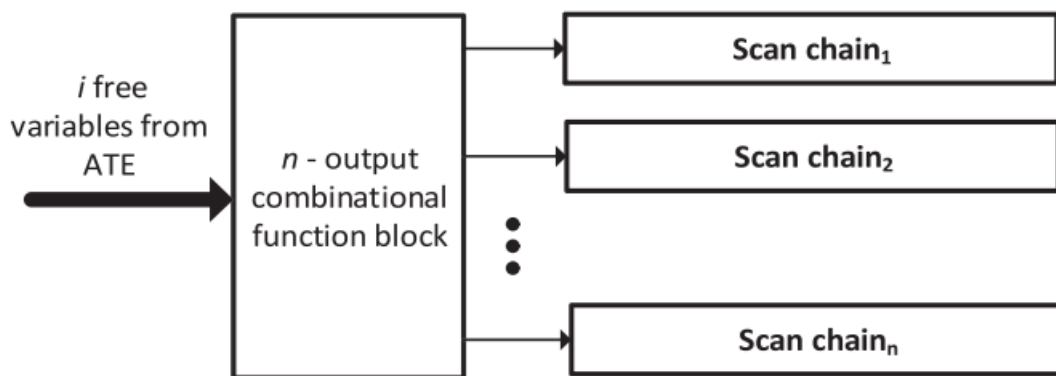 i free
variables from
ATE
n - output
combinational
function block
Scan chain₁
Scan chain₂
Scan chainₙ